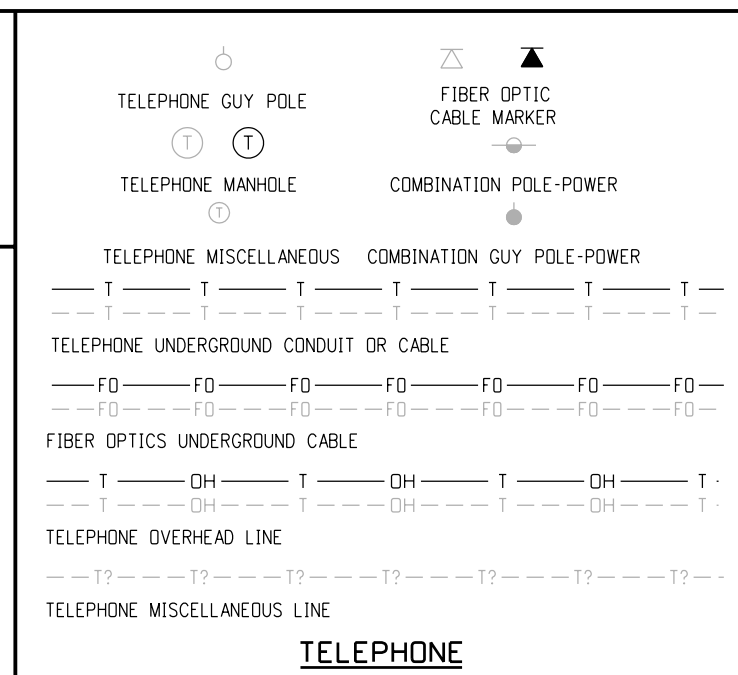 TELEPHONE GUY POLE
FIBER OPTIC
CABLE MARKER
T T
TELEPHONE MANHOLE
COMBINATION POLE-POWER
T
TELEPHONE MISCELLANEOUS
COMBINATION GUY POLE-POWER
T T T T T T T
T T T T T T T
TELEPHONE UNDERGROUND CONDUIT OR CABLE
FO FO FO FO FO FO FO
FO FO FO FO FO FO FO
FIBER OPTICS UNDERGROUND CABLE
T OH T OH T OH T
T OH T OH T OH T
TELEPHONE OVERHEAD LINE
T? T? T? T? T? T? T?
TELEPHONE MISCELLANEOUS LINE
TELEPHONE